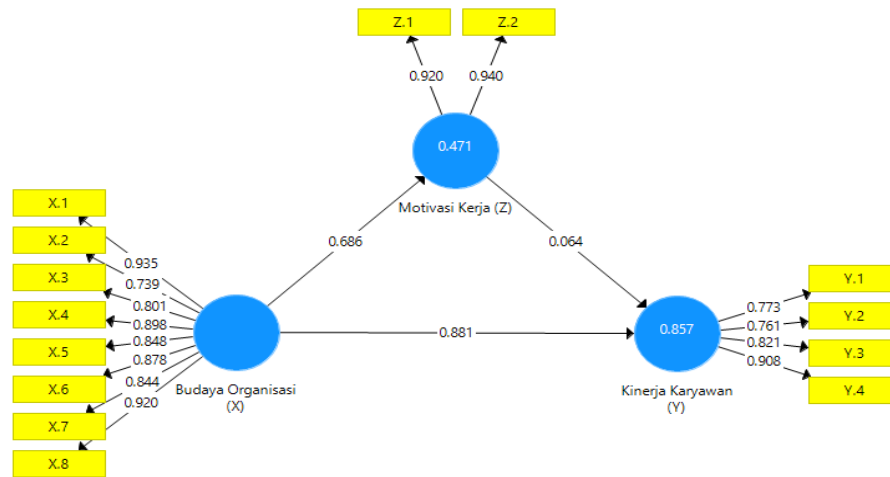 Z.1
Z.2
0.920
0.940
0.471
Motivasi Kerja (Z)
X.1
X.2
X.3
X.4
X.5
X.6
X.7
X.8
0.935
0.739
0.801
0.898
0.848
0.878
0.844
0.920
Budaya Organisasi
(X)
0.686
0.064
0.881
0.857
Kinerja Karyawan
(Y)
0.773
0.761
0.821
0.908
Y.1
Y.2
Y.3
Y.4